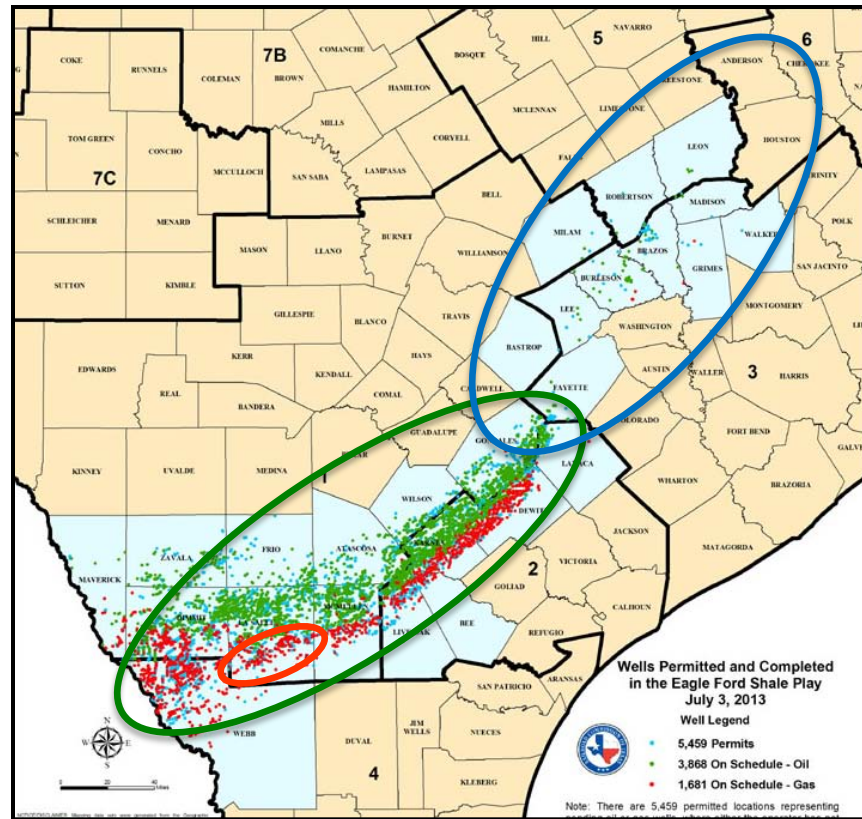 COKE
RUNNELS
COLEMAN
7B
BROWN
COMANCHE
HAMILTON
BOSQUE
HILL
5
NAVARRO
6
ANDERSON
CHEROKEE
MCLENNAN
LIMESTONE
FREESTONE
TOM GREEN
CONCHO
MCCULLOCH
MILLS
SAN SABA
LAMPASAS
CORYELL
FALLS
LEON
HOUSTON
7C
BELL
ROBERTSON
MADISON
WALKER
POLK
SCHLEICHER
MENARD
MASON
LLANO
BURNET
MILAM
BRAZOS
GRIMES
SAN JACINTO
SUTTON
KIMBLE
WILLIAMSON
BURLESON
MONTGOMERY
GILLESPIE
BLANCO
TRAVIS
LEE
WASHINGTON
EDWARDS
KERR
HAYS
BASTROP
AUSTIN
WALLER
HARRIS
3
REAL
KENDALL
COMAL
CALDWELL
FAYETTE
BANDERA
GUADALUPE
COLORADO
FORT BEND
KINNEY
UVALDE
MEDINA
WHARTON
BRAZORIA
WILSON
DEWITT
JACKSON
MATAGORDA
MAVERICK
ZAVALA
FRIO
ATASCOSA
2
VICTORIA
GOLIAD
CALHOUN
LIVE OAK
BEE
REFUGIO
WEBB
SAN PATRICIO
ARANSAS
DUVAL
JIM
WELLS
NUECES
4
KLEBERG
N
W
E
S
0
20
40
Miles
Wells Permitted and Completed
in the Eagle Ford Shale Play
July 3, 2013
Well Legend
5,459 Permits
3,868 On Schedule - Oil
1,681 On Schedule - Gas
Note: There are 5,459 permitted locations representing